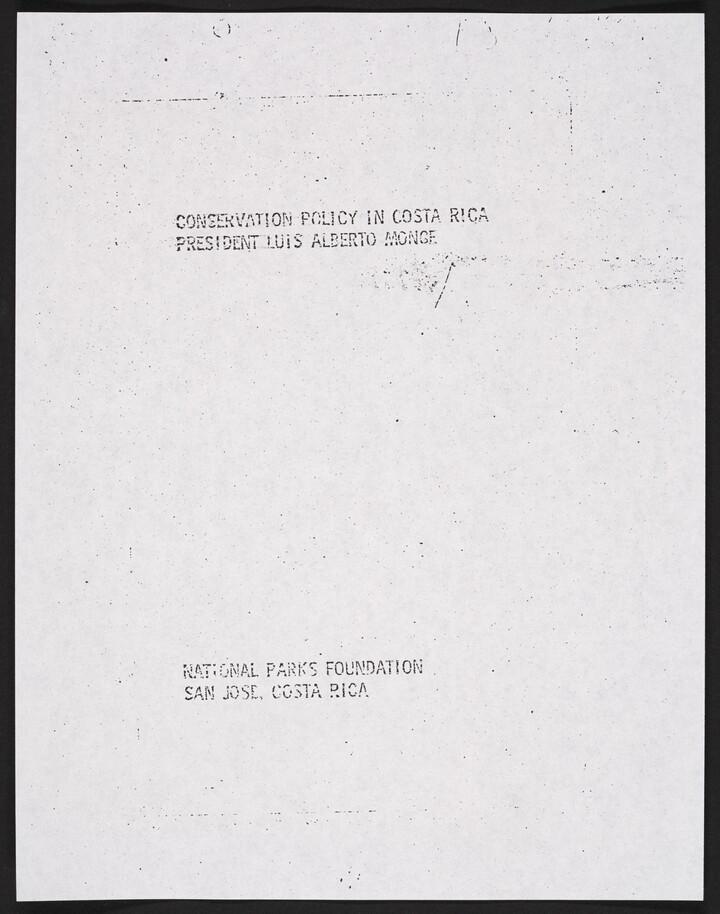 CONSERVATION POLICY IN COSTA RICA
PRESIDENT LUIS ALBERTO MONGE
NATIONAL PARKS FOUNDATION
SAN JOSE, COSTA RICA